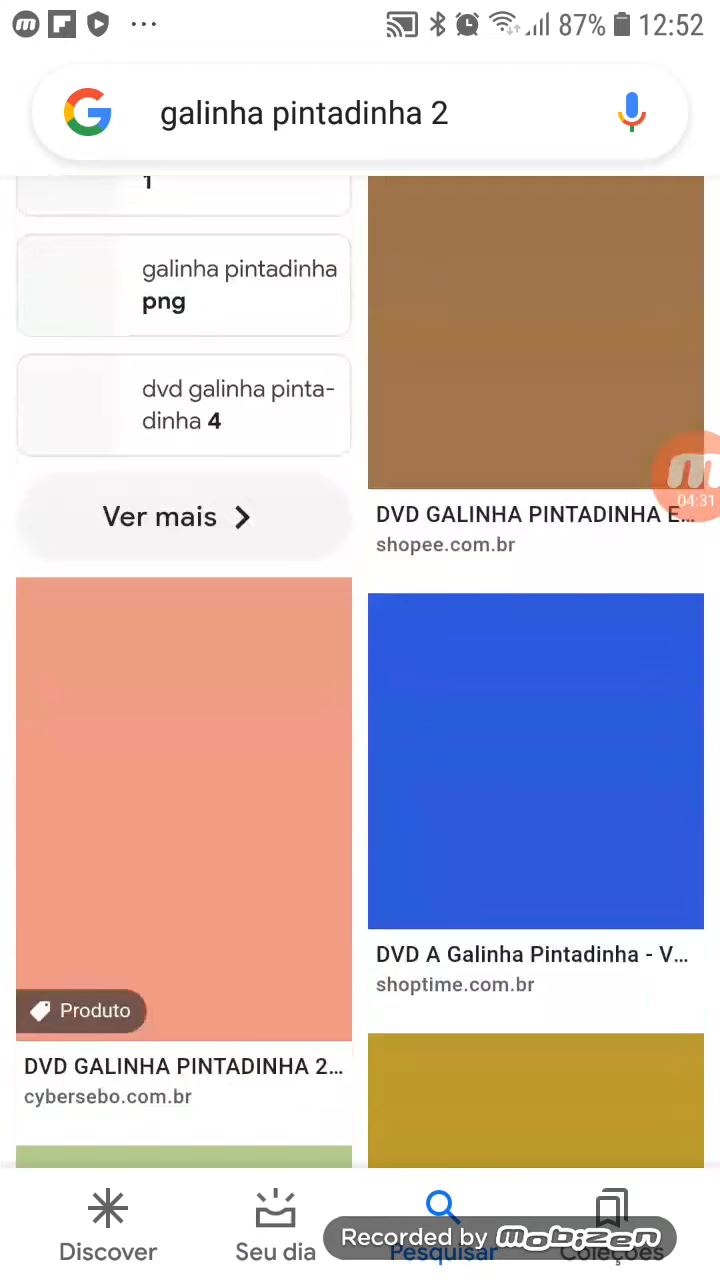 87% 12:52
galinha pintadinha 2
1
galinha pintadinha
png
dvd galinha pinta-
dinha 4
Ver mais
DVD GALINHA PINTADINHA E...
shopee.com.br
04:31
DVD A Galinha Pintadinha - V...
shoptime.com.br
Produto
DVD GALINHA PINTADINHA 2...
cybersebo.com.br
Recorded by mobizen
Discover
Seu dia
Pesquisar
Coleções